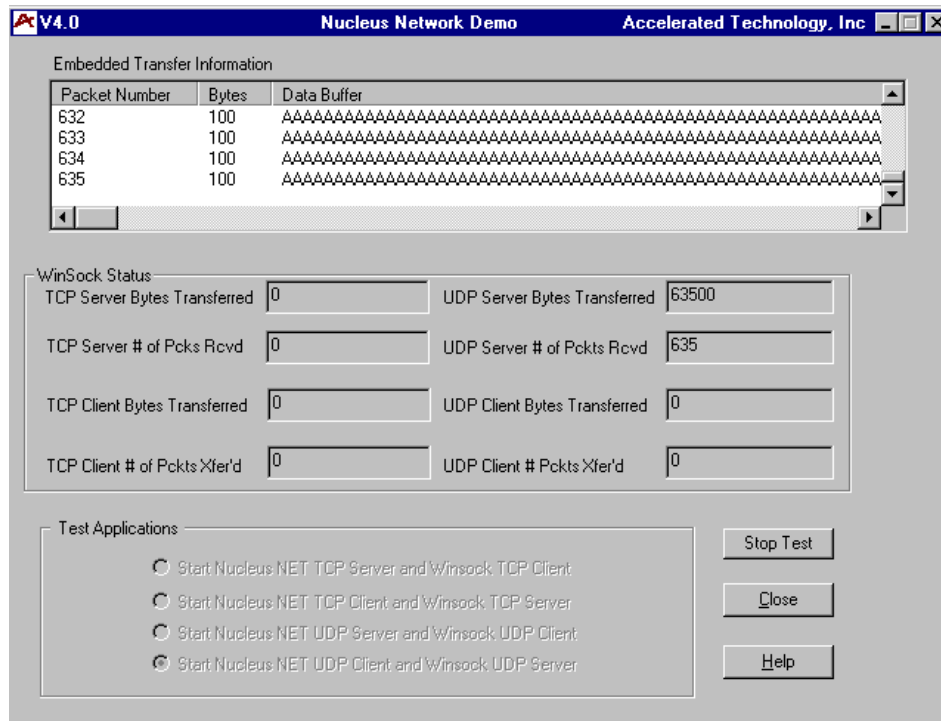 V4.0 Nucleus Network Demo Accelerated Technology, Inc
Embedded Transfer Information
Packet Number Bytes Data Buffer
632 100 AAAAAAAAAAAAAAAAAAAAAAAAAAAAAAAAAAAAAAAAAAAAAAAAAAAAAAAAAAAAAAAAAAAA
633 100 AAAAAAAAAAAAAAAAAAAAAAAAAAAAAAAAAAAAAAAAAAAAAAAAAAAAAAAAAAAAAAAAAAAA
634 100 AAAAAAAAAAAAAAAAAAAAAAAAAAAAAAAAAAAAAAAAAAAAAAAAAAAAAAAAAAAAAAAAAAAA
635 100 AAAAAAAAAAAAAAAAAAAAAAAAAAAAAAAAAAAAAAAAAAAAAAAAAAAAAAAAAAAAAAAAAAAA
WinSock Status
TCP Server Bytes Transferred 0 UDP Server Bytes Transferred 63500
TCP Server # of Pcks Rcvd 0 UDP Server # of Pckts Rcvd 635
TCP Client Bytes Transferred 0 UDP Client Bytes Transferred 0
TCP Client # of Pckts Xfer'd 0 UDP Client # Pckts Xfer'd 0
Test Applications
Stop Test
Start Nucleus NET TCP Server and Winsock TCP Client
Start Nucleus NET TCP Client and Winsock TCP Server
Close
Start Nucleus NET UDP Server and Winsock UDP Client
Start Nucleus NET UDP Client and Winsock UDP Server
Help